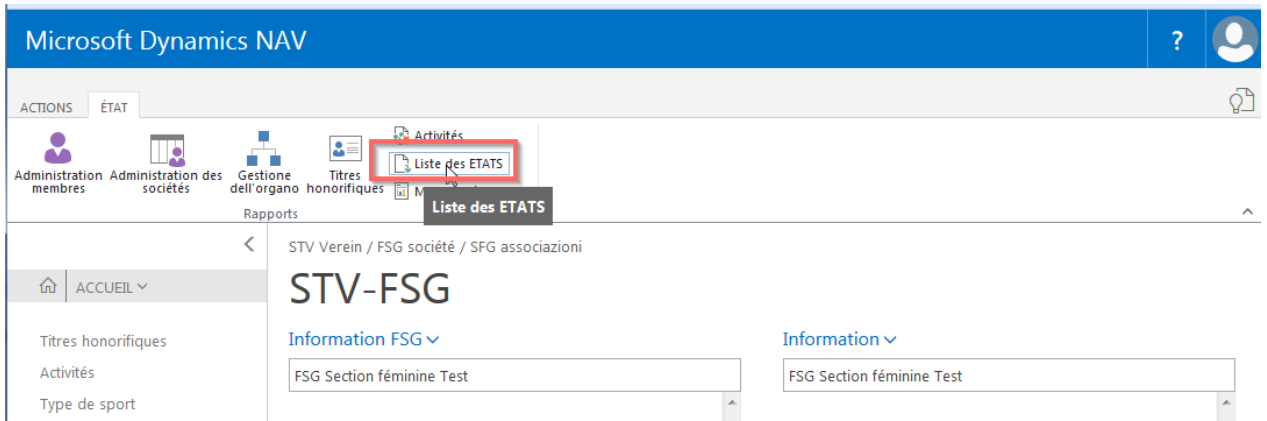 Microsoft Dynamics NAV
?
ACTIONS ÉTAT
Administration membres
Administration des sociétés
Gestione dell'organo
Titres honorifiques
Activités
Liste des ETATS
Liste des ETATS
Rapports
STV Verein / FSG société / SFG associazioni
ACCUEIL
STV-FSG
Titres honorifiques
Activités
Type de sport
Information FSG
FSG Section féminine Test
Information
FSG Section féminine Test